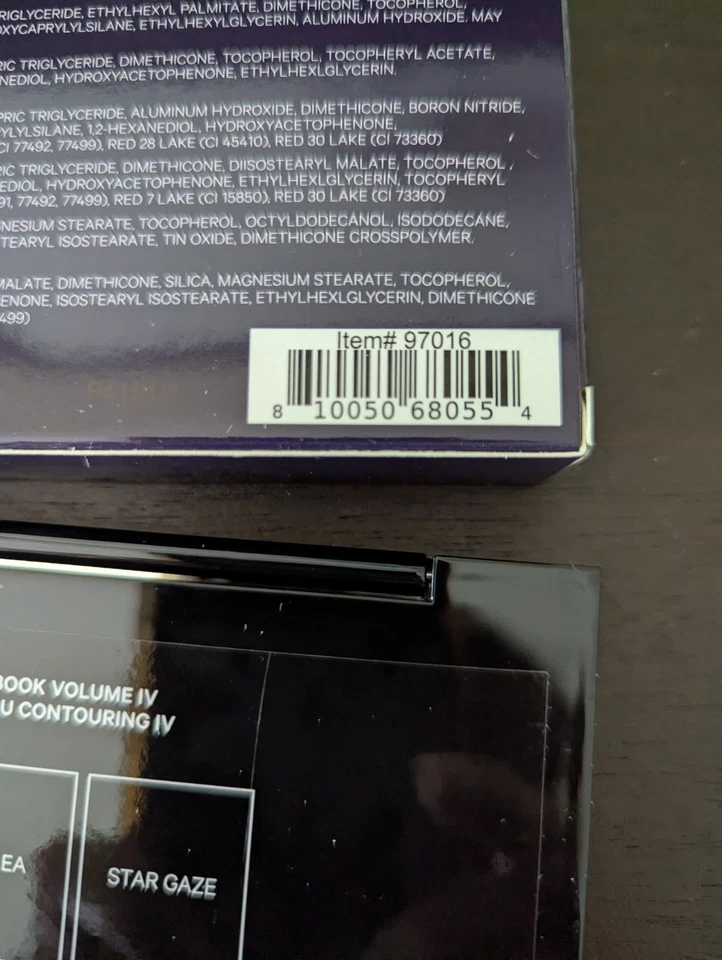 TRIGLYCERIDE, ETHYLHEXYL PALMITATE, DIMETHICONE, TOCOPHEROL,
OXYCAPRYLYLSILANE, ETHYLHEXYLGLYCERIN, ALUMINUM HYDROXIDE. MAY
RIC TRIGLYCERIDE, DIMETHICONE, TOCOPHEROL, TOCOPHERYL ACETATE,
NEDIOL, HYDROXYACETOPHENONE, ETHYLHEXLGLYCERIN.
PRIC TRIGLYCERIDE, ALUMINUM HYDROXIDE, DIMETHICONE, BORON NITRIDE,
YLYLSILANE, 1,2-HEXANEDIOL, HYDROXYACETOPHENONE,
CI 77492, 77499), RED 28 LAKE (CI 45410), RED 30 LAKE (CI 73360)
RIC TRIGLYCERIDE, DIMETHICONE, DIISOSTEARYL MALATE, TOCOPHEROL ,
EDIOL, HYDROXYACETOPHENONE, ETHYLHEXLGLYCERIN, TOCOPHERYL
91, 77492, 77499), RED 7 LAKE (CI 15850), RED 30 LAKE (CI 73360)
GNESIUM STEARATE, TOCOPHEROL, OCTYLDODECANOL, ISODODECANE,
TEARYL ISOSTEARATE, TIN OXIDE, DIMETHICONE CROSSPOLYMER.
MALATE, DIMETHICONE, SILICA, MAGNESIUM STEARATE, TOCOPHEROL,
ENONE, ISOSTEARYL ISOSTEARATE, ETHYLHEXLGLYCERIN, DIMETHICONE
499)
Item# 97016
8 10050 68055 4
BOOK VOLUME IV
U CONTOURING IV
LEA
STAR GAZE